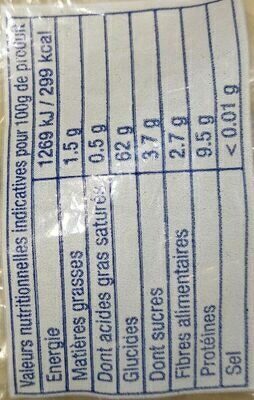 Valeurs nutritionnelles indicatives pour 100g de produit
Energie 1269 kJ / 299 kcal
Matières grasses 1.5 g
Dont acides gras saturés 0.5 g
Glucides 62 g
Dont sucres 3.7 g
Fibres alimentaires 2.7 g
Protéines 9.5 g
Sel < 0.01 g